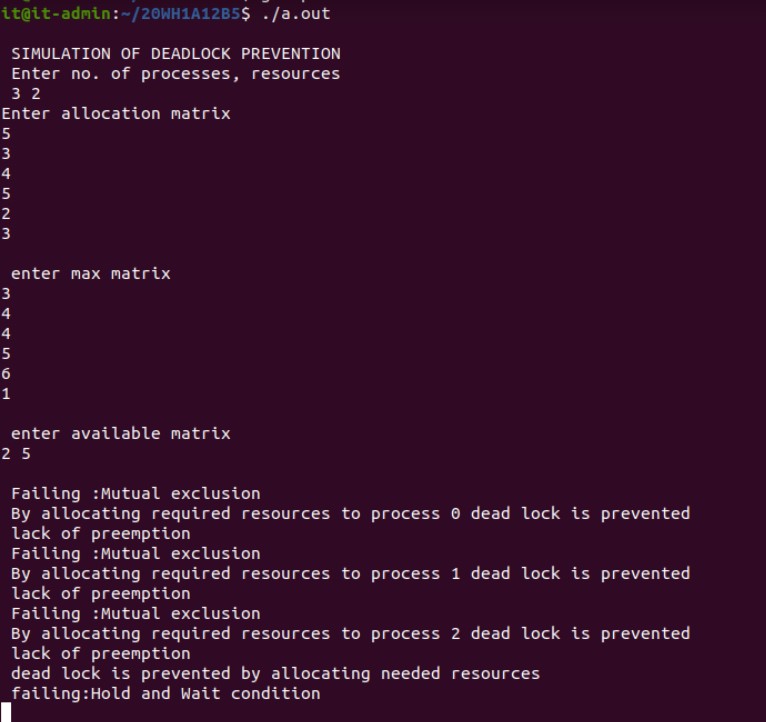 it@it-admin:~/20WH1A12B5$ ./a.out
SIMULATION OF DEADLOCK PREVENTION
Enter no. of processes, resources
3 2
Enter allocation matrix
5
3
4
5
2
3
enter max matrix
3
4
4
5
6
1
enter available matrix
2 5
Failing :Mutual exclusion
By allocating required resources to process 0 dead lock is prevented
lack of preemption
Failing :Mutual exclusion
By allocating required resources to process 1 dead lock is prevented
lack of preemption
Failing :Mutual exclusion
By allocating required resources to process 2 dead lock is prevented
lack of preemption
dead lock is prevented by allocating needed resources
failing:Hold and Wait condition